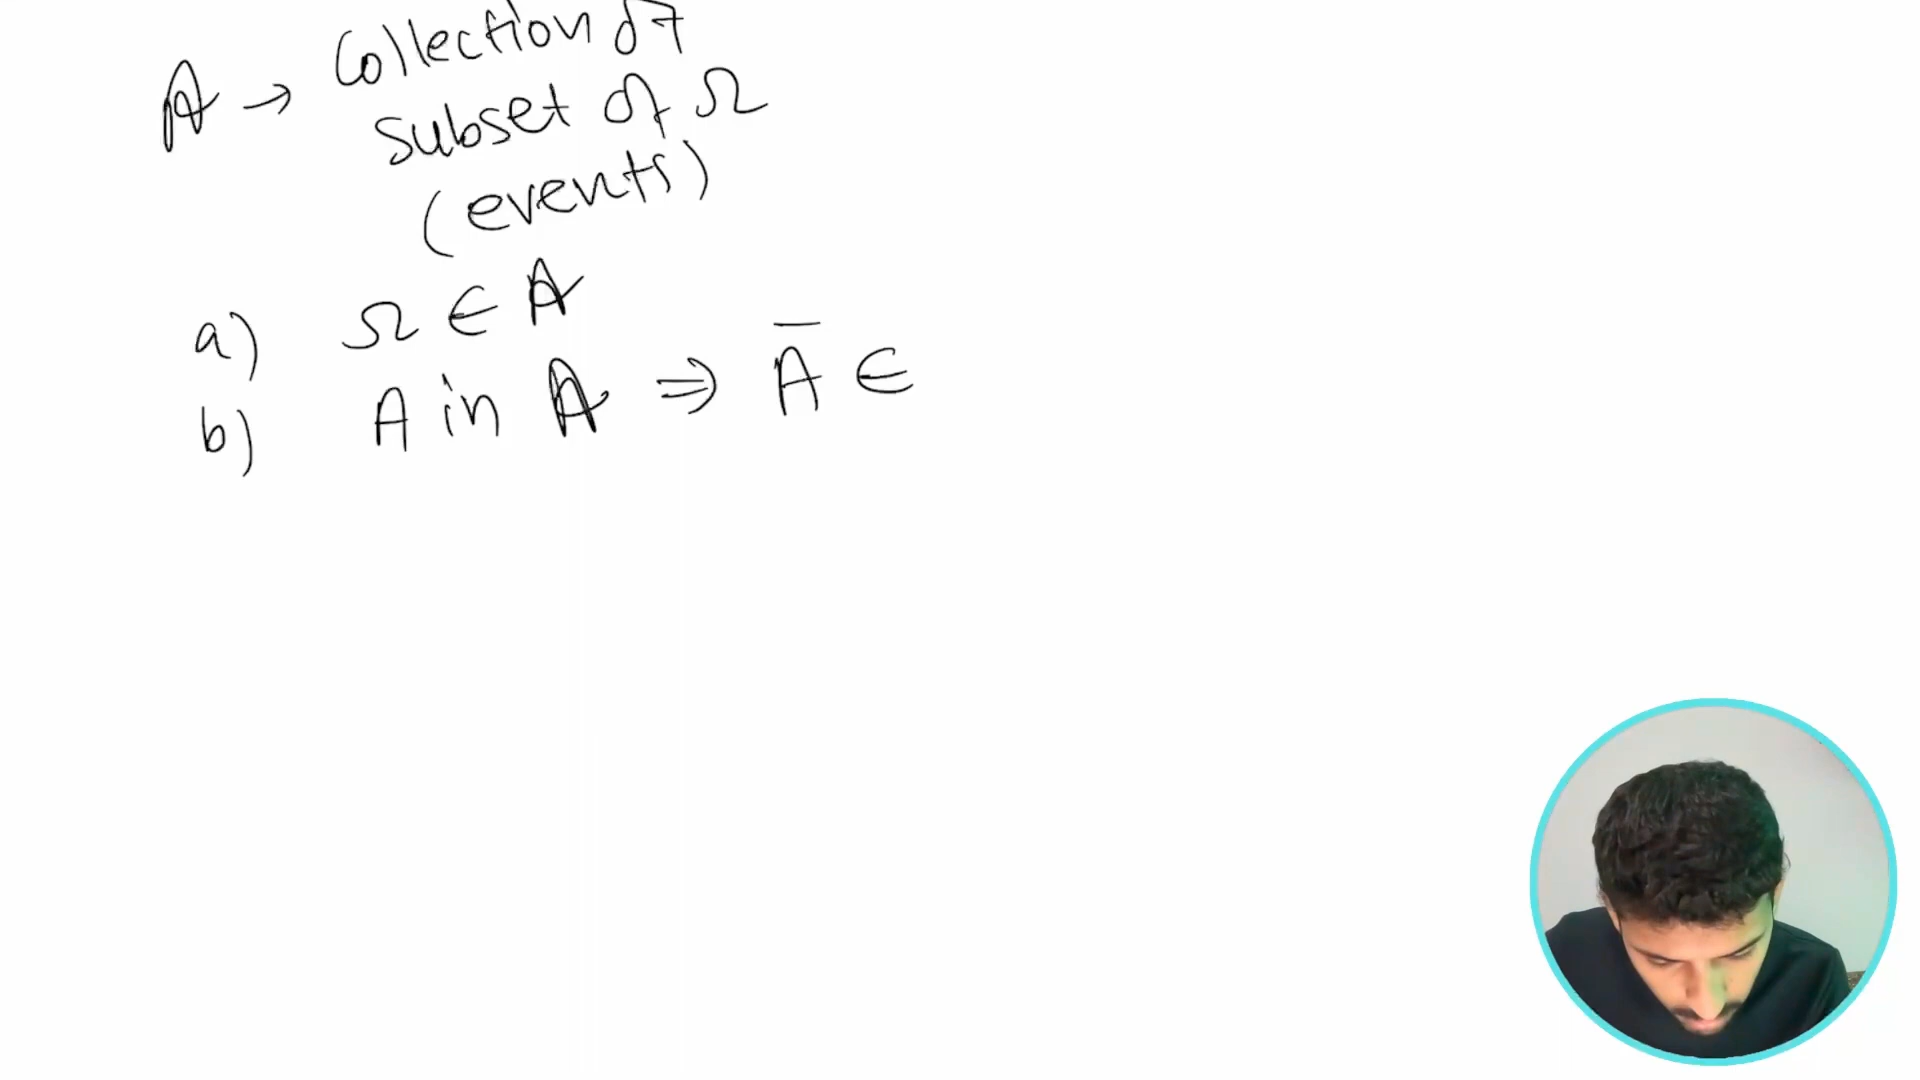 𝔸 → Collection of
subset of Ω
(events)
a) Ω ∈ 𝔸
b) A in 𝔸 ⇒ A̅ ∈